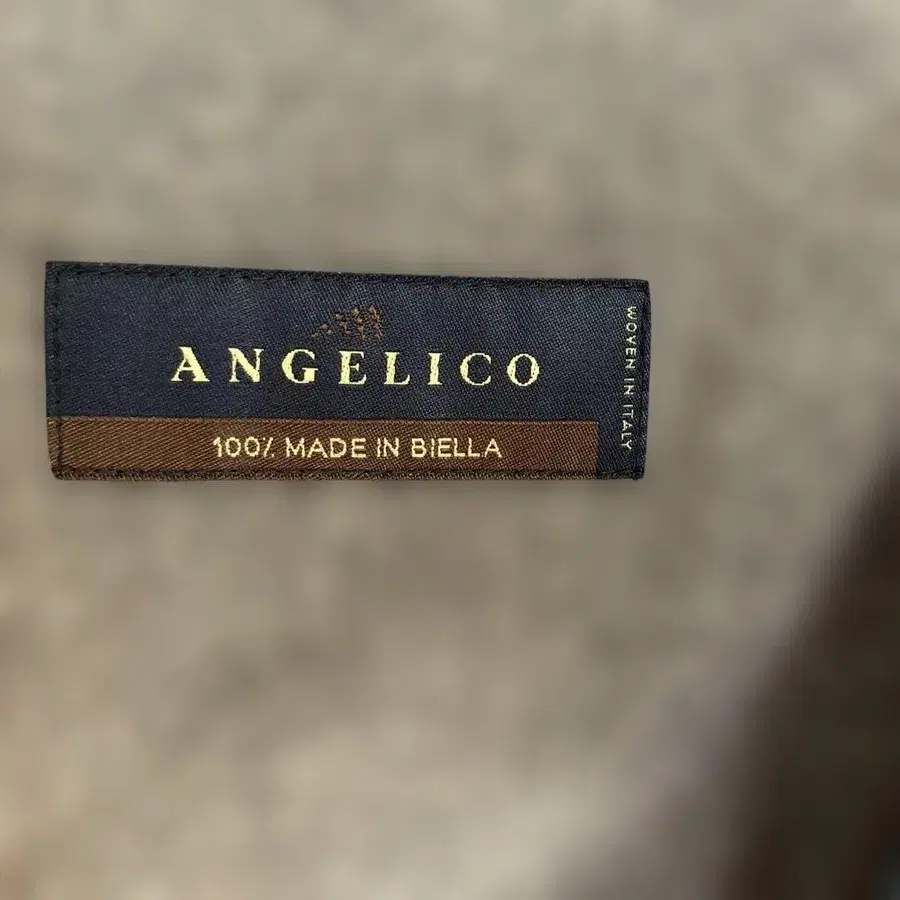 ANGELICO
100% MADE IN BIELLA
WOVEN IN ITALY